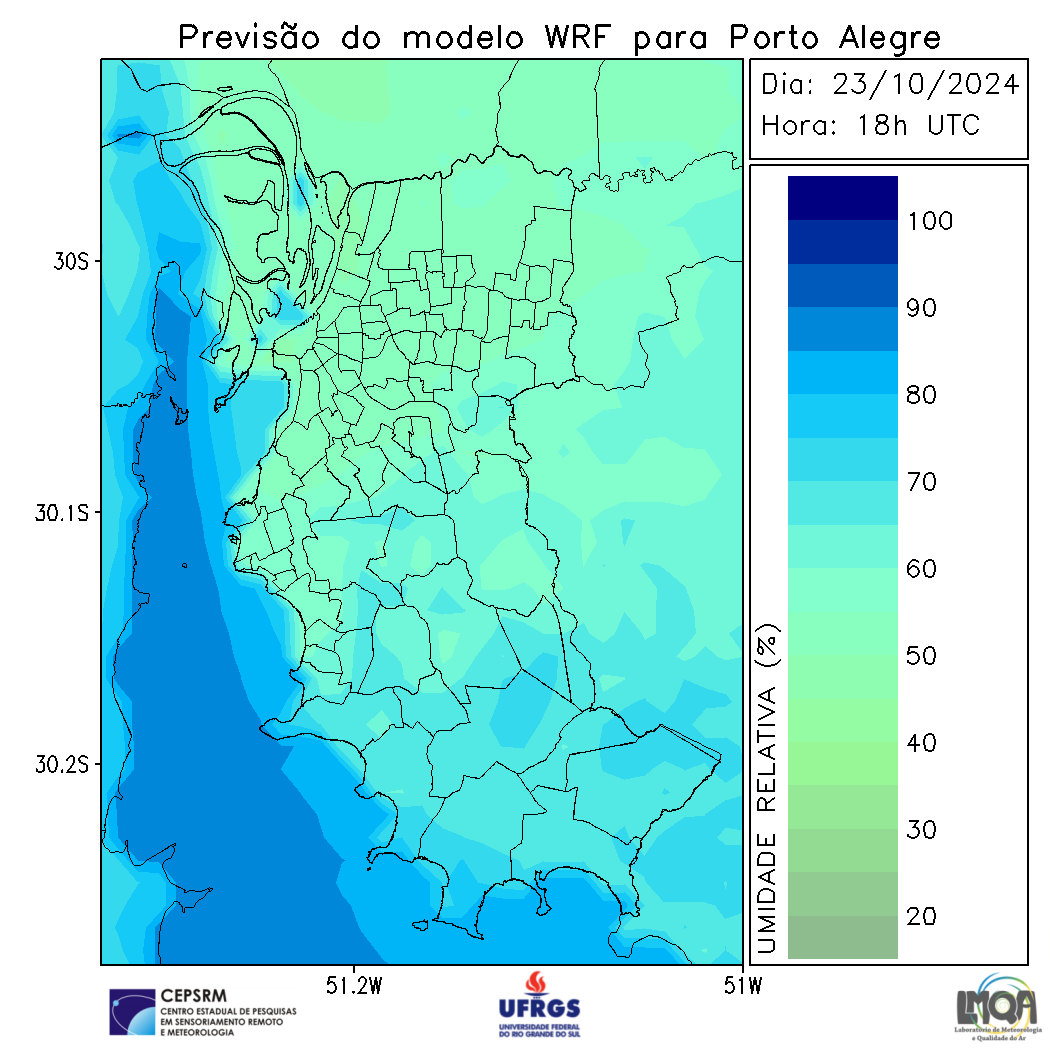 Previsão do modelo WRF para Porto Alegre
Dia: 23/10/2024
Hora: 18h UTC
30S
30.1S
30.2S
51.2W
51W
100
90
80
70
60
50
40
30
20
UMIDADE RELATIVA (%)
CEPSRM
CENTRO ESTADUAL DE PESQUISAS
EM SENSORIAMENTO REMOTO
E METEOROLOGIA
UFRGS
UNIVERSIDADE FEDERAL
DO RIO GRANDE DO SUL
LMQA
Laboratório de Meteorologia
e Qualidade do Ar